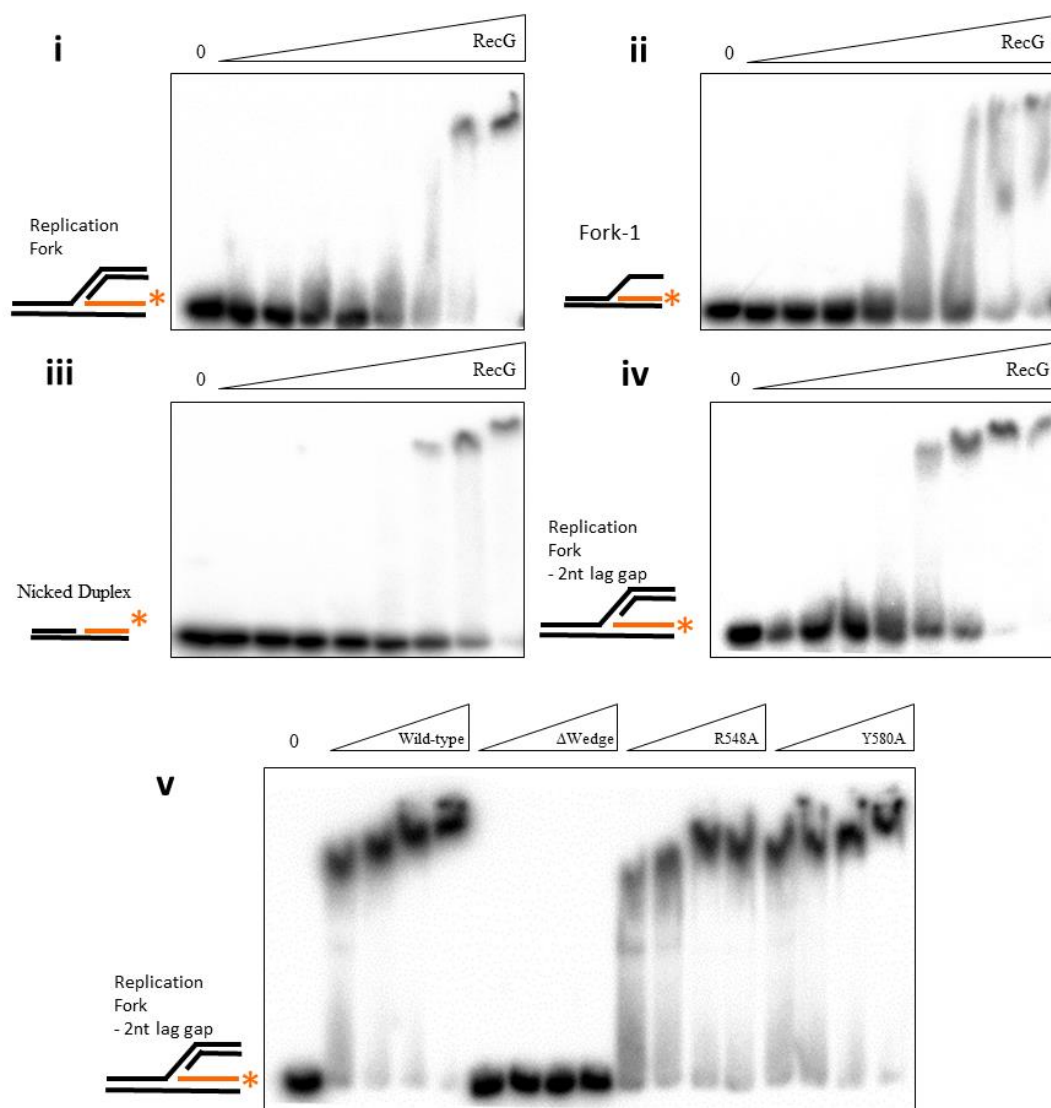 i
0
RecG
Replication
Fork
*
ii
0
RecG
Fork-1
*
iii
0
RecG
Nicked Duplex
*
iv
0
RecG
Replication
Fork
- 2nt lag gap
*
v
0
Wild-type
ΔWedge
R548A
Y580A
Replication
Fork
- 2nt lag gap
*